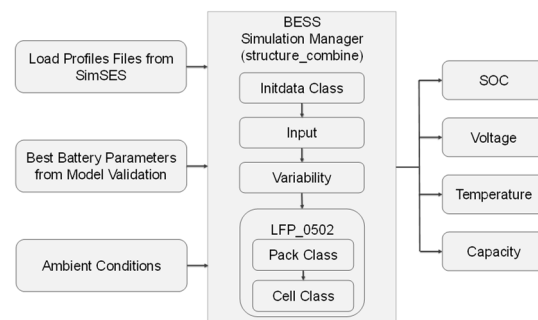 BESS
Simulation Manager
(structure_combine)
Load Profiles Files from
SimSES
Best Battery Parameters
from Model Validation
Ambient Conditions
Initdata Class
Input
Variability
LFP_0502
Pack Class
Cell Class
SOC
Voltage
Temperature
Capacity